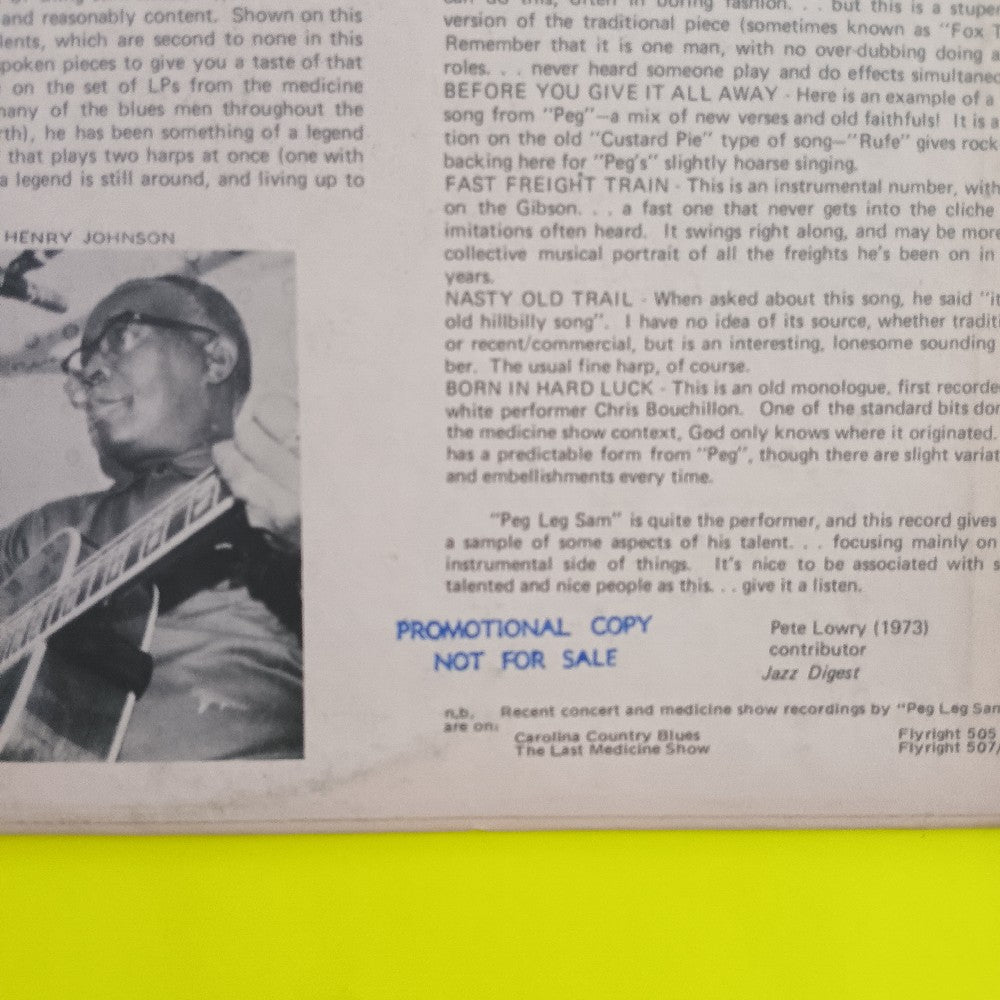 and reasonably content. Shown on this
lents, which are second to none in this
poken pieces to give you a taste of that
on the set of LPs from the medicine
many of the blues men throughout the
rth), he has been something of a legend
that plays two harps at once (one with
a legend is still around, and living up to
HENRY JOHNSON
can do this, often in boring fashion. . . but this is a stupe
version of the traditional piece (sometimes known as "Fox T
Remember that it is one man, with no over-dubbing doing a
roles. . . never heard someone play and do effects simultaneo
BEFORE YOU GIVE IT ALL AWAY - Here is an example of a
song from "Peg"—a mix of new verses and old faithfuls! It is a
tion on the old "Custard Pie" type of song—"Rufe" gives rock
backing here for "Peg's" slightly hoarse singing.
FAST FREIGHT TRAIN - This is an instrumental number, with
on the Gibson. . . a fast one that never gets into the cliche
imitations often heard. It swings right along, and may be more
collective musical portrait of all the freights he's been on in
years.
NASTY OLD TRAIL - When asked about this song, he said "it
old hillbilly song". I have no idea of its source, whether traditi
or recent/commercial, but is an interesting, lonesome sounding
ber. The usual fine harp, of course.
BORN IN HARD LUCK - This is an old monologue, first recorde
white performer Chris Bouchillon. One of the standard bits don
the medicine show context, God only knows where it originated.
has a predictable form from "Peg", though there are slight variat
and embellishments every time.
"Peg Leg Sam" is quite the performer, and this record gives
a sample of some aspects of his talent. . . focusing mainly on
instrumental side of things. It's nice to be associated with s
talented and nice people as this. . . give it a listen.
PROMOTIONAL COPY
NOT FOR SALE
Pete Lowry (1973)
contributor
Jazz Digest
n.b. Recent concert and medicine show recordings by "Peg Leg Sam
are on:
Carolina Country Blues Flyright 505
The Last Medicine Show Flyright 507/